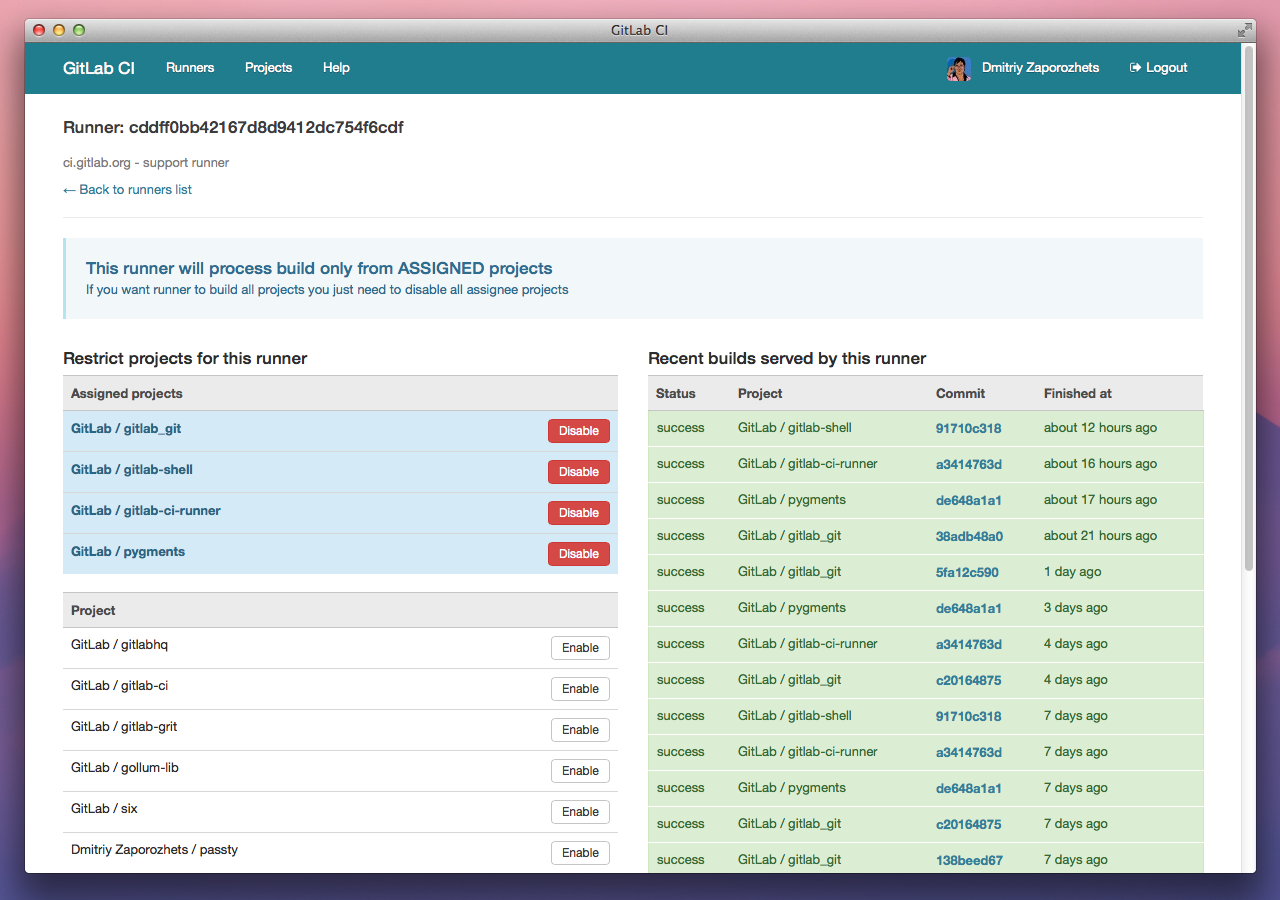 GitLab CI
GitLab CI Runners Projects Help Dmitriy Zaporozhets Logout
Runner: cddff0bb42167d8d9412dc754f6cdf
ci.gitlab.org - support runner
← Back to runners list
This runner will process build only from ASSIGNED projects
If you want runner to build all projects you just need to disable all assignee projects
Restrict projects for this runner
Assigned projects
GitLab / gitlab_git Disable
GitLab / gitlab-shell Disable
GitLab / gitlab-ci-runner Disable
GitLab / pygments Disable
Project
GitLab / gitlabhq Enable
GitLab / gitlab-ci Enable
GitLab / gitlab-grit Enable
GitLab / gollum-lib Enable
GitLab / six Enable
Dmitriy Zaporozhets / passty Enable
Recent builds served by this runner
Status Project Commit Finished at
success GitLab / gitlab-shell 91710c318 about 12 hours ago
success GitLab / gitlab-ci-runner a3414763d about 16 hours ago
success GitLab / pygments de648a1a1 about 17 hours ago
success GitLab / gitlab_git 38adb48a0 about 21 hours ago
success GitLab / gitlab_git 5fa12c590 1 day ago
success GitLab / pygments de648a1a1 3 days ago
success GitLab / gitlab-ci-runner a3414763d 4 days ago
success GitLab / gitlab_git c20164875 4 days ago
success GitLab / gitlab-shell 91710c318 7 days ago
success GitLab / gitlab-ci-runner a3414763d 7 days ago
success GitLab / pygments de648a1a1 7 days ago
success GitLab / gitlab_git c20164875 7 days ago
success GitLab / gitlab_git 138beed67 7 days ago